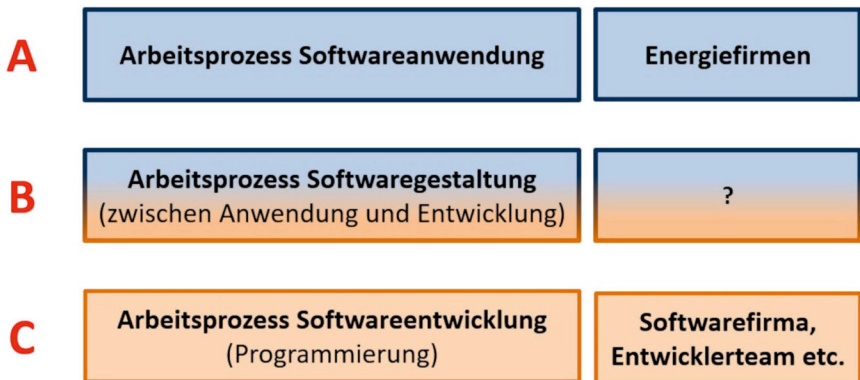 A
Arbeitsprozess Softwareanwendung
Energiefirmen
B
Arbeitsprozess Softwaregestaltung
(zwischen Anwendung und Entwicklung)
?
C
Arbeitsprozess Softwareentwicklung
(Programmierung)
Softwarefirma,
Entwicklerteam etc.